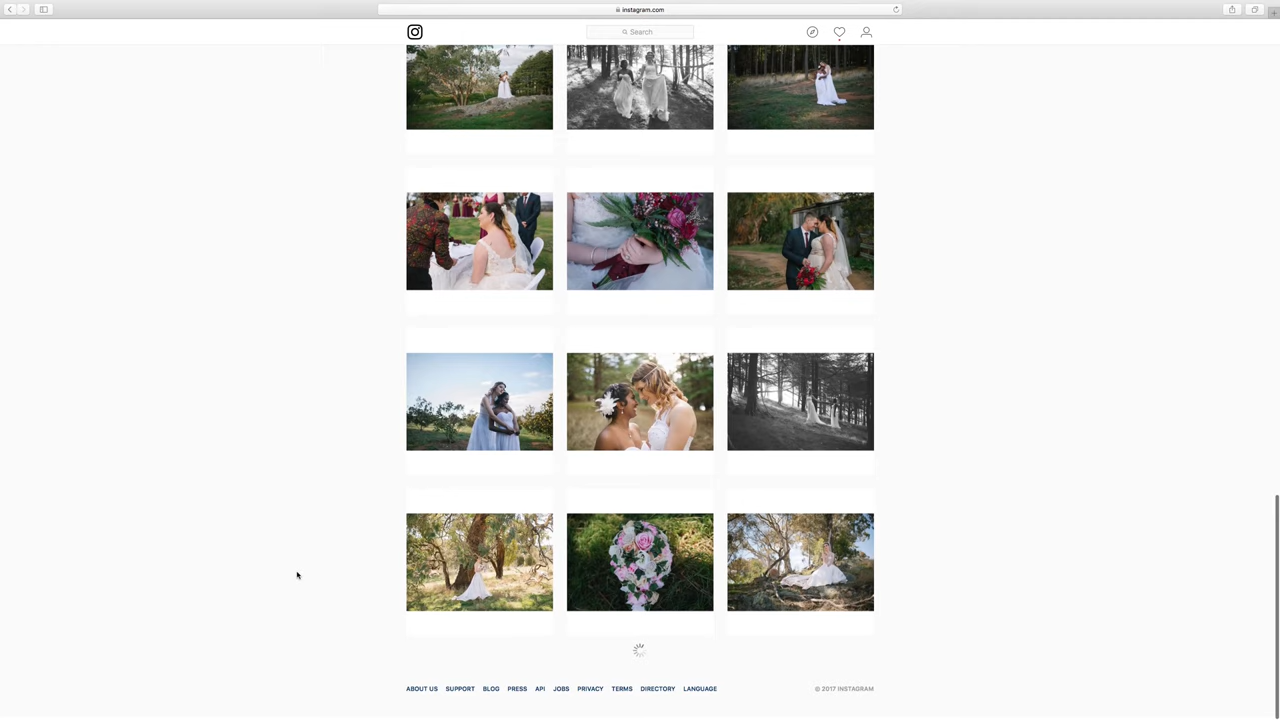 instagram.com
Search
ABOUT US SUPPORT BLOG PRESS API JOBS PRIVACY TERMS DIRECTORY LANGUAGE © 2017 INSTAGRAM